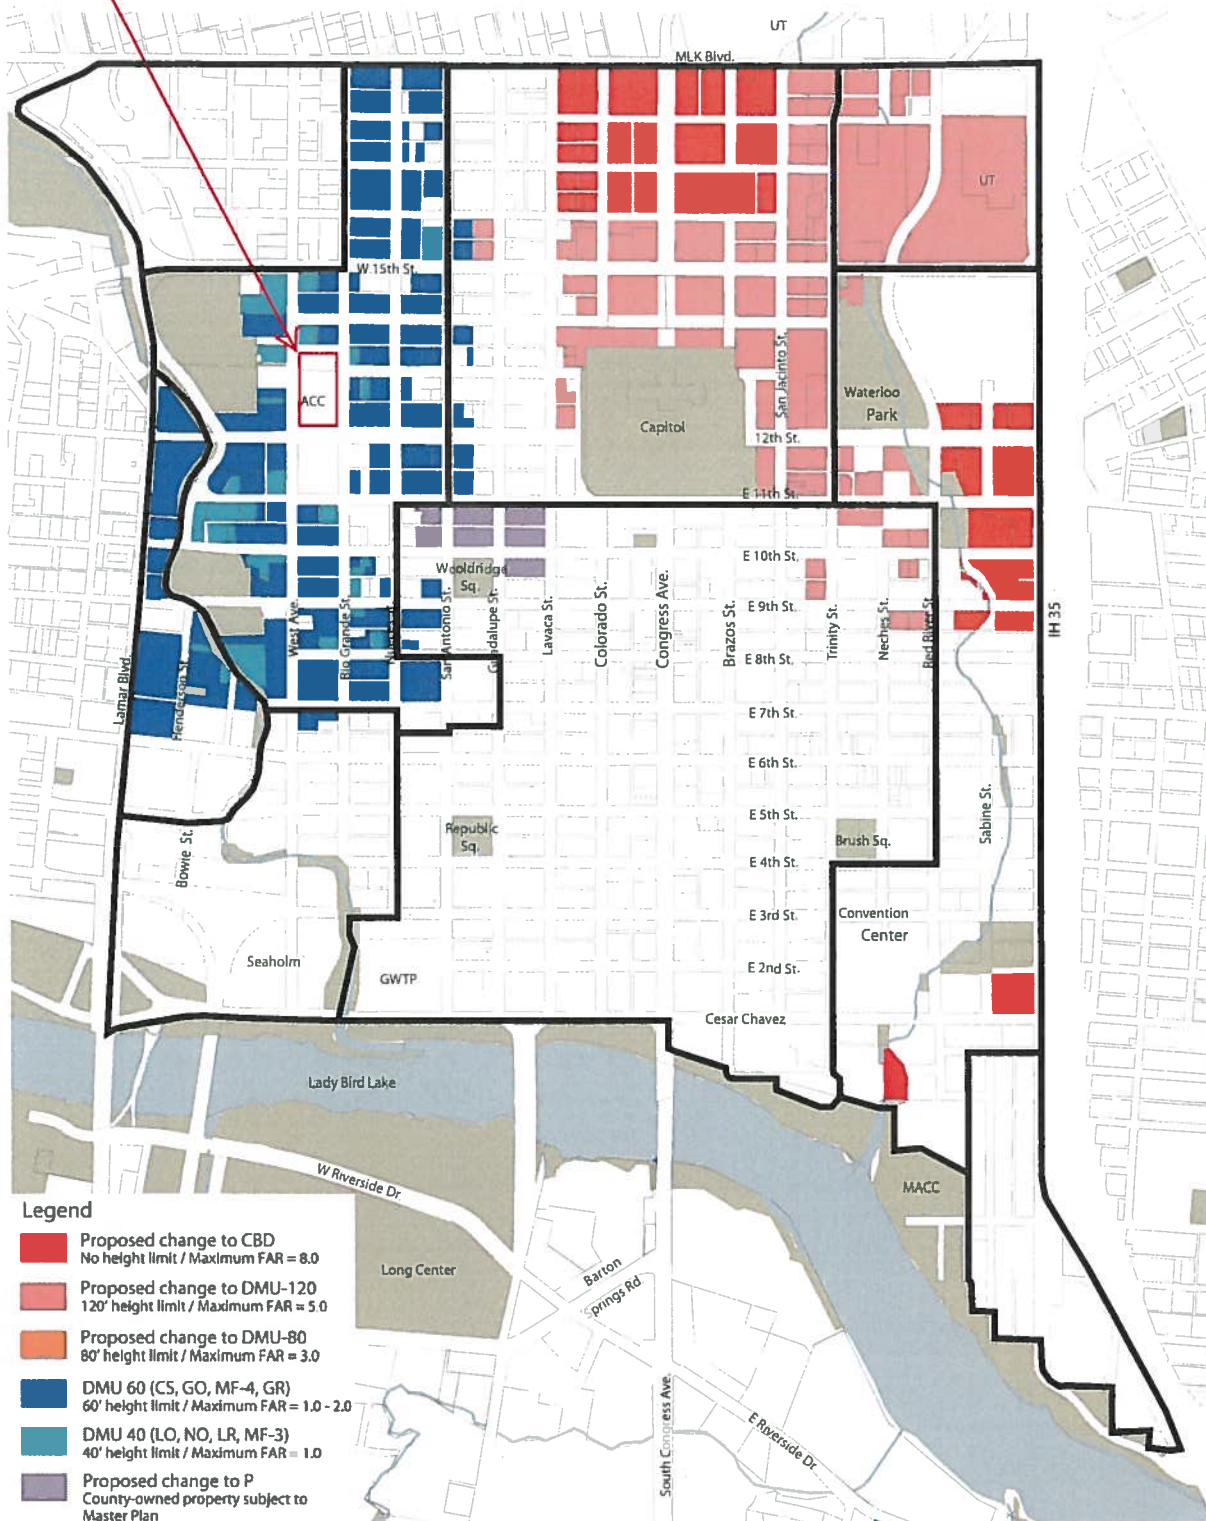 UT
MLK Blvd.
UT
W 15th St.
ACC
San Jacinto St.
Waterloo
Park
Capitol
12th St.
E 11th St.
E 10th St.
Wooldridge
Sq.
E 9th St.
West Ave.
Rio Grande St.
San Antonio St.
Guadalupe St.
Lavaca St.
Colorado St.
Congress Ave.
Brazos St.
Trinity St.
Neches St.
Red River St.
IH 35
E 8th St.
Lamar Blvd.
Henderson St.
E 7th St.
E 6th St.
E 5th St.
Sabine St.
Republic
Sq.
Brush Sq.
Bowie St.
E 4th St.
E 3rd St.
Convention
Center
Seaholm
GWTP
E 2nd St.
Cesar Chavez
Lady Bird Lake
W Riverside Dr.
MACC
Long Center
Barton
Springs Rd
South Congress Ave.
E Riverside Dr.
Legend
Proposed change to CBD
No height limit / Maximum FAR = 8.0
Proposed change to DMU-120
120' height limit / Maximum FAR = 5.0
Proposed change to DMU-80
80' height limit / Maximum FAR = 3.0
DMU 60 (CS, GO, MF-4, GR)
60' height limit / Maximum FAR = 1.0 - 2.0
DMU 40 (LO, NO, LR, MF-3)
40' height limit / Maximum FAR = 1.0
Proposed change to P
County-owned property subject to
Master Plan